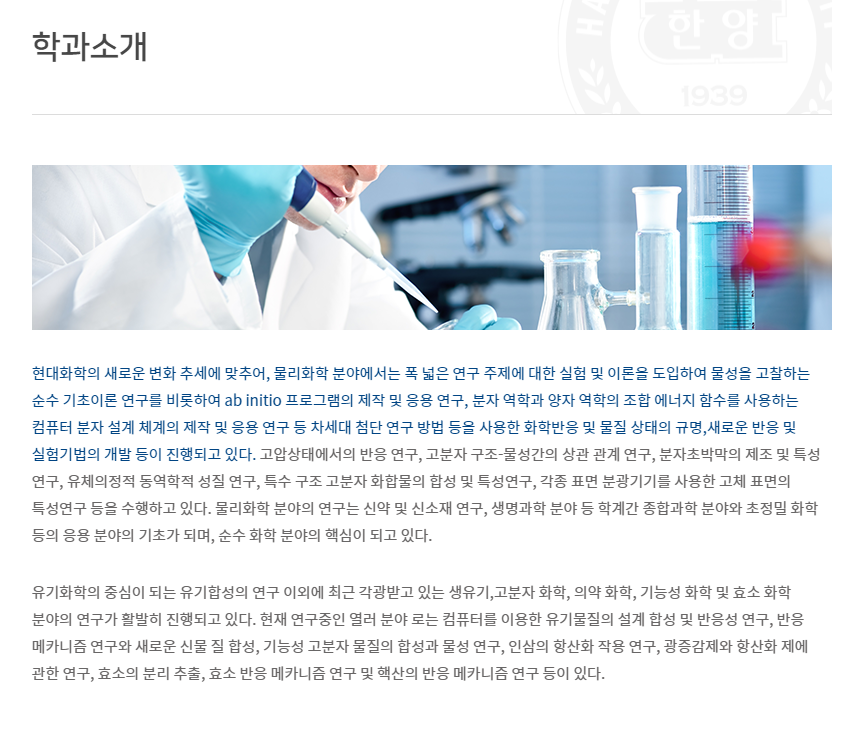 학과소개
한양
1939
현대화학의 새로운 변화 추세에 맞추어, 물리화학 분야에서는 폭 넓은 연구 주제에 대한 실험 및 이론을 도입하여 물성을 고찰하는
순수 기초이론 연구를 비롯하여 ab initio 프로그램의 제작 및 응용 연구, 분자 역학과 양자 역학의 조합 에너지 함수를 사용하는
컴퓨터 분자 설계 체계의 제작 및 응용 연구 등 차세대 첨단 연구 방법 등을 사용한 화학반응 및 물질 상태의 규명,새로운 반응 및
실험기법의 개발 등이 진행되고 있다. 고압상태에서의 반응 연구, 고분자 구조-물성간의 상관 관계 연구, 분자초박막의 제조 및 특성
연구, 유체의정적 동역학적 성질 연구, 특수 구조 고분자 화합물의 합성 및 특성연구, 각종 표면 분광기기를 사용한 고체 표면의
특성연구 등을 수행하고 있다. 물리화학 분야의 연구는 신약 및 신소재 연구, 생명과학 분야 등 학계간 종합과학 분야와 초정밀 화학
등의 응용 분야의 기초가 되며, 순수 화학 분야의 핵심이 되고 있다.
유기화학의 중심이 되는 유기합성의 연구 이외에 최근 각광받고 있는 생유기,고분자 화학, 의약 화학, 기능성 화학 및 효소 화학
분야의 연구가 활발히 진행되고 있다. 현재 연구중인 열러 분야 로는 컴퓨터를 이용한 유기물질의 설계 합성 및 반응성 연구, 반응
메카니즘 연구와 새로운 신물 질 합성, 기능성 고분자 물질의 합성과 물성 연구, 인삼의 항산화 작용 연구, 광증감제와 항산화 제에
관한 연구, 효소의 분리 추출, 효소 반응 메카니즘 연구 및 핵산의 반응 메카니즘 연구 등이 있다.